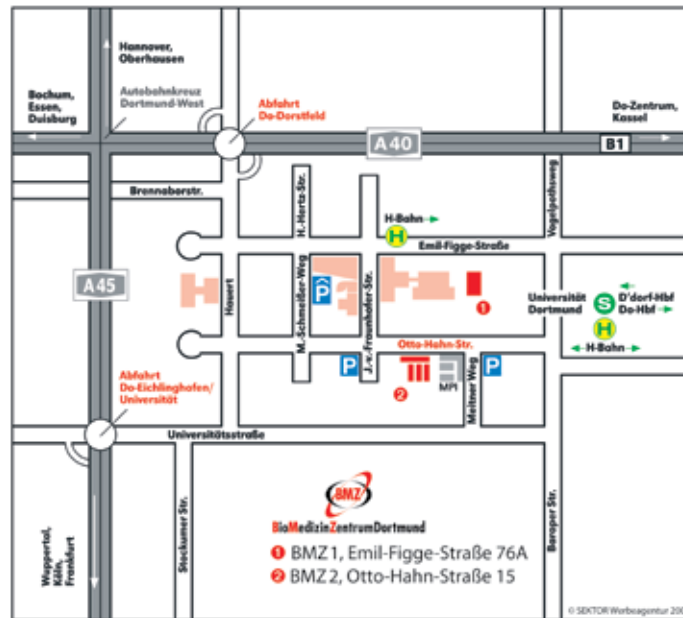 Hannover,
Oberhausen
Bochum,
Essen,
Duisburg
Autobahnkreuz
Dortmund-West
Abfahrt
Do-Dorstfeld
Do-Zentrum,
Kassel
A 40
B1
Brennaborstr.
H.-Hertz-Str.
Vogelpothsweg
H-Bahn
H
Emil-Figge-Straße
A 45
Hauert
M.-Schmeißer-Weg
P
J.-v.-Fraunhofer-Str.
1
Universität
Dortmund
S
D'dorf-Hbf
Do-Hbf
H
H-Bahn
Otto-Hahn-Str.
Abfahrt
Do-Eichlinghofen/
Universität
P
2
MPI
Meitner Weg
P
Universitätsstraße
Stockumer Str.
Baroper Str.
Wuppertal,
Köln,
Frankfurt
BMZ
BioMedizinZentrumDortmund
1 BMZ 1, Emil-Figge-Straße 76A
2 BMZ 2, Otto-Hahn-Straße 15
© SEKTOR Werbeagentur